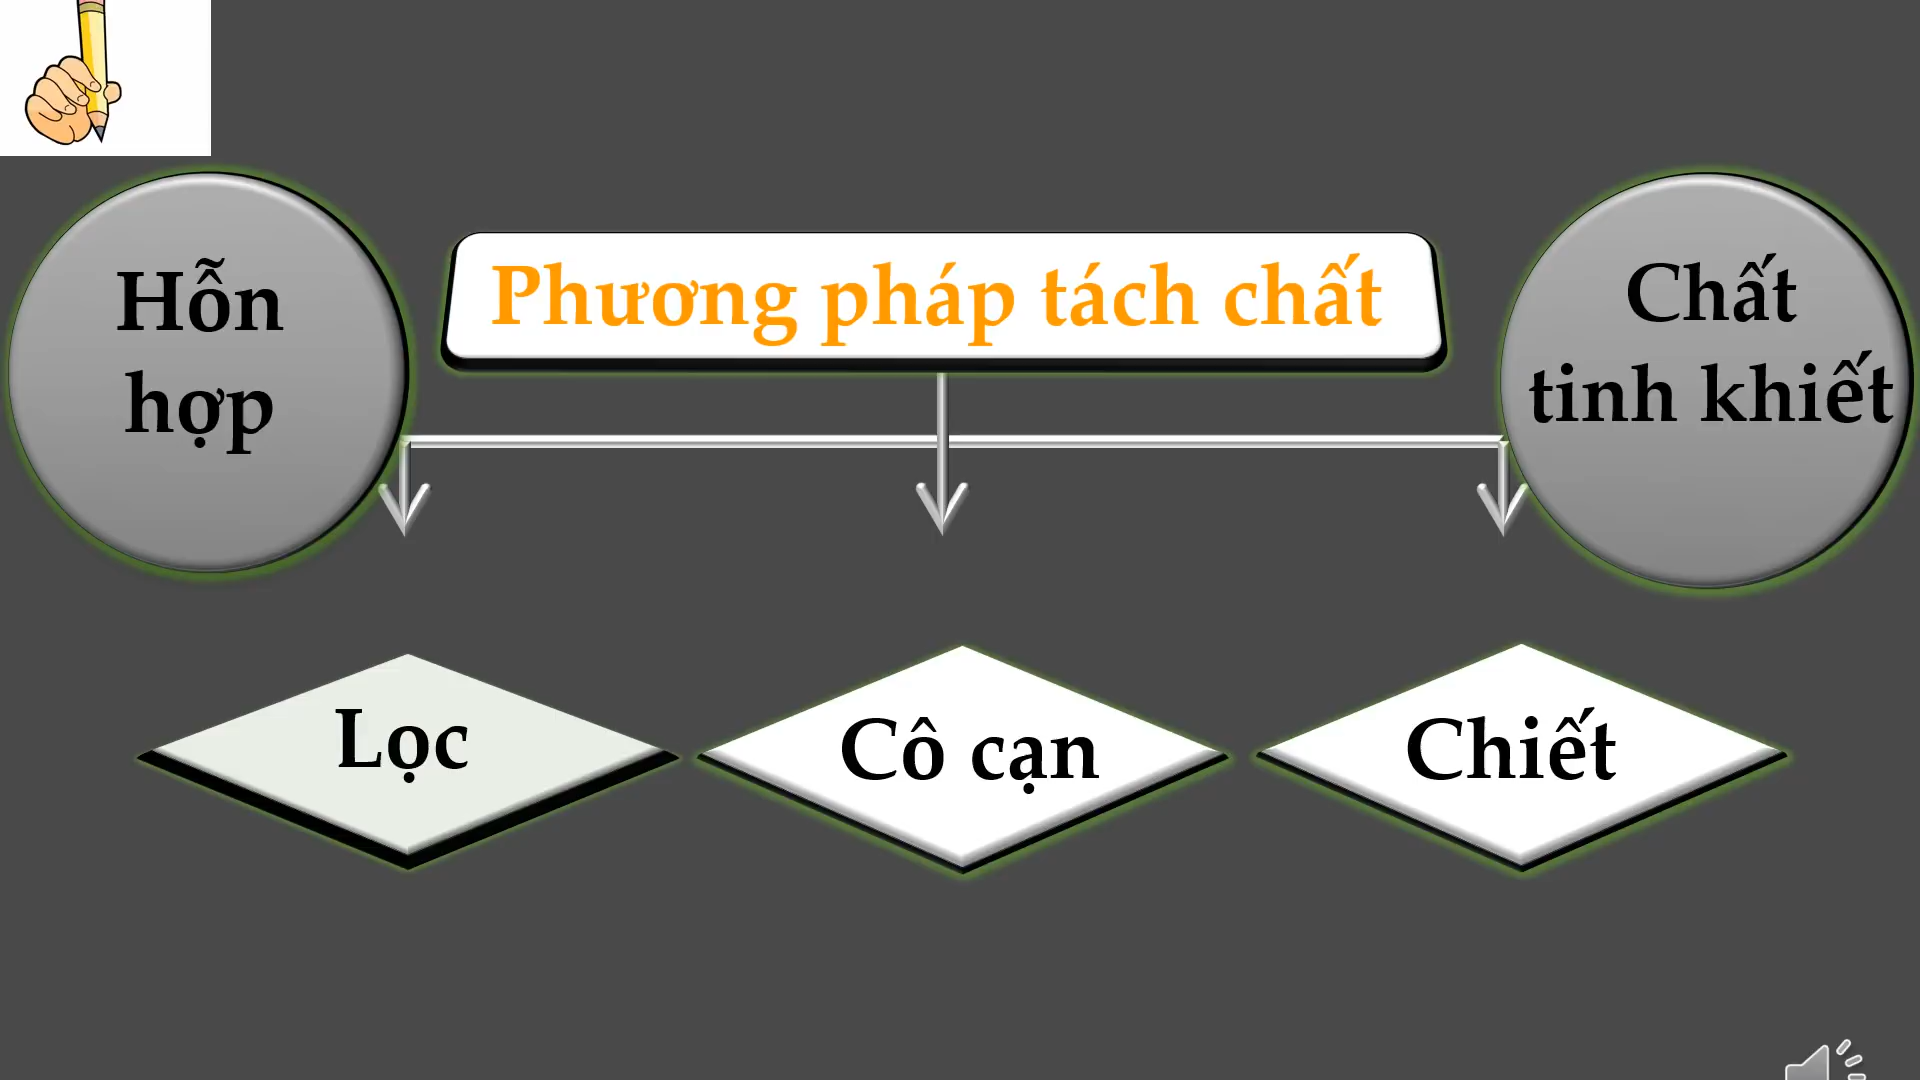 Hỗn
hợp
Phương pháp tách chất
Chất
tinh khiết
Lọc
Cô cạn
Chiết